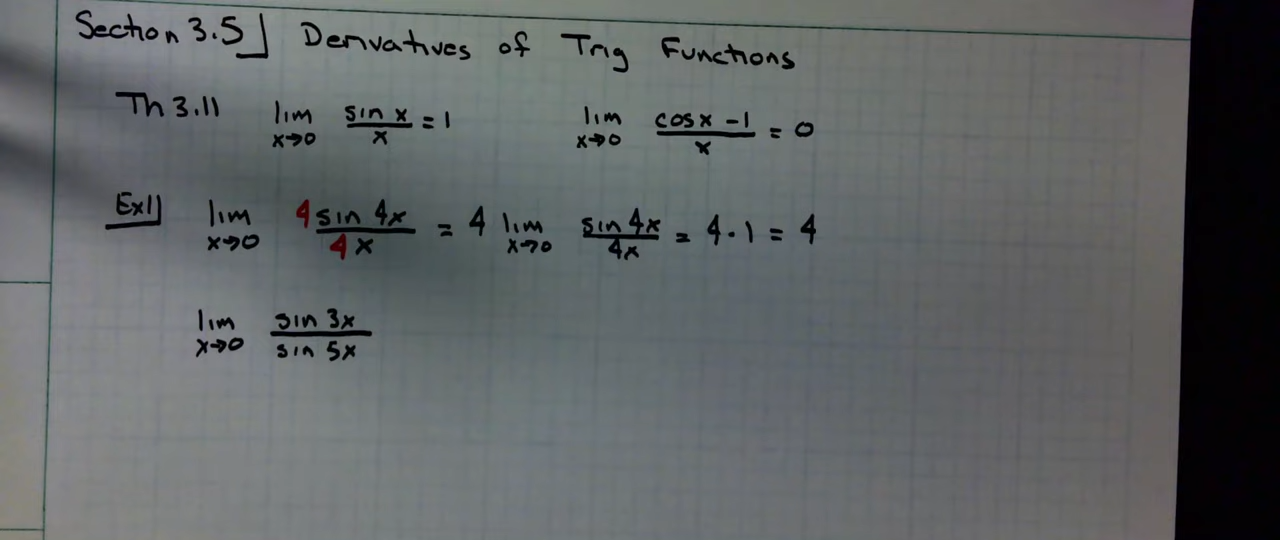 Section 3.5] Derivatives of Trig Functions
Th 3.11 lim x→0 sin x / x = 1 lim x→0 cosx - 1 / x = 0
Ex1] lim x→0 4 sin 4x / 4x = 4 lim x→0 sin 4x / 4x = 4 · 1 = 4
lim x→0 sin 3x / sin 5x